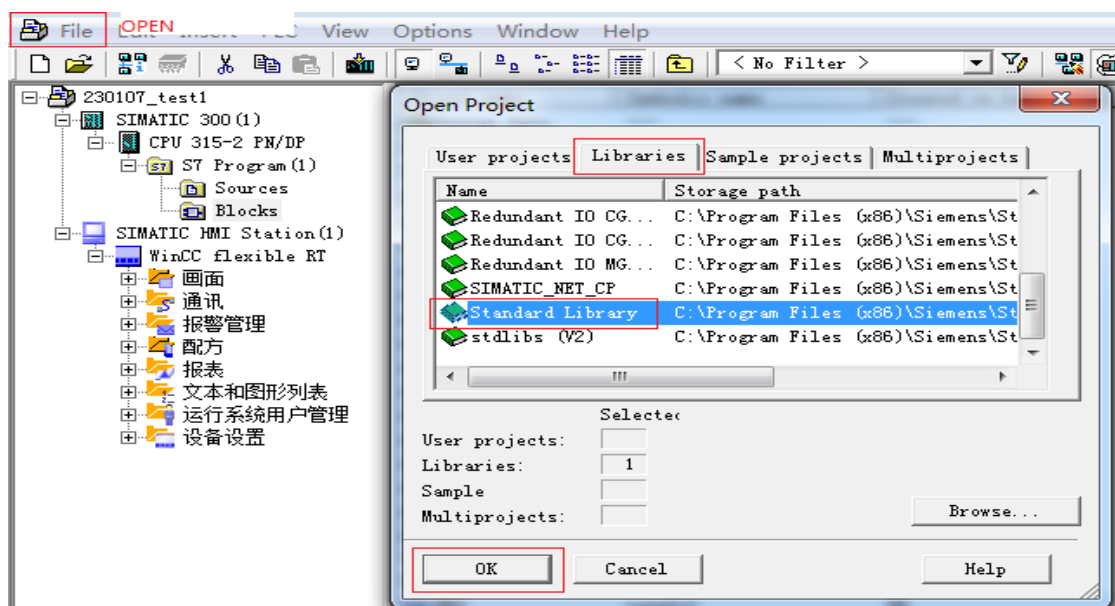 File OPEN View Options Window Help
< No Filter >
230107_test1
SIMATIC 300(1)
CPU 315-2 PN/DP
S7 Program(1)
Sources
Blocks
SIMATIC HMI Station(1)
WinCC flexible RT
画面
通讯
报警管理
配方
报表
文本和图形列表
运行系统用户管理
设备设置
Open Project
User projects Libraries Sample projects Multiprojects
Name Storage path
Redundant IO CG... C:\Program Files (x86)\Siemens\St
Redundant IO CG... C:\Program Files (x86)\Siemens\St
Redundant IO MG... C:\Program Files (x86)\Siemens\St
SIMATIC_NET_CP C:\Program Files (x86)\Siemens\St
Standard Library C:\Program Files (x86)\Siemens\St
stdlibs (V2) C:\Program Files (x86)\Siemens\St
Selected
User projects:
Libraries: 1
Sample
Multiprojects:
Browse...
OK Cancel Help